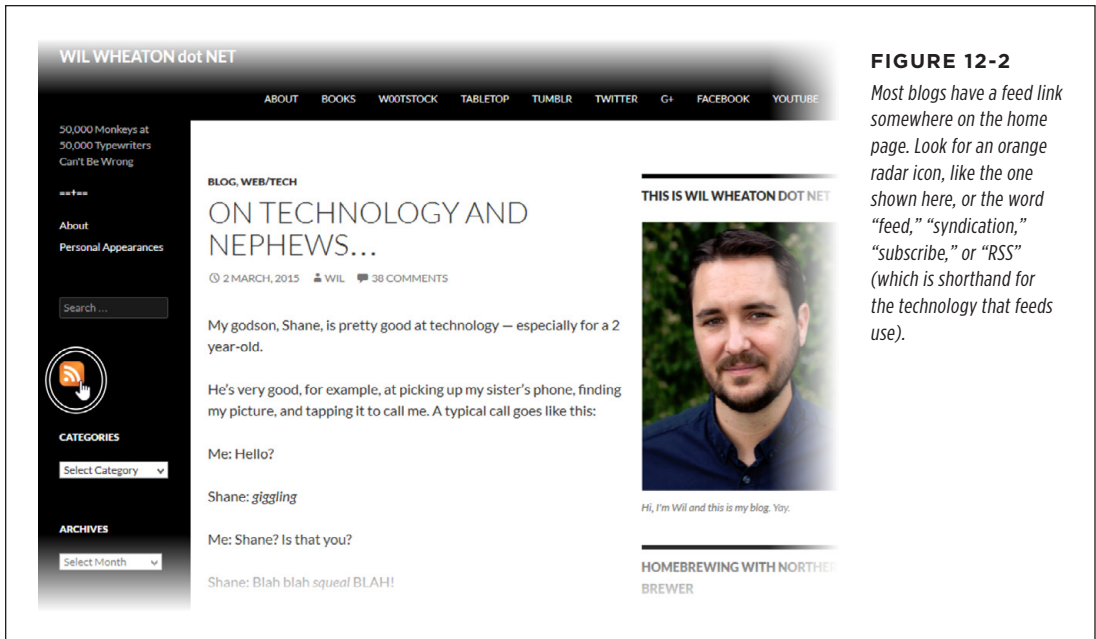 WIL WHEATON dot NET
ABOUT BOOKS W00TSTOCK TABLETOP TUMBLR TWITTER G+ FACEBOOK YOUTUBE
50,000 Monkeys at
50,000 Typewriters
Can't Be Wrong
==†==
About
Personal Appearances
Search ...
CATEGORIES
Select Category
ARCHIVES
Select Month
BLOG, WEB/TECH
ON TECHNOLOGY AND
NEPHEWS...
2 MARCH, 2015 WIL 38 COMMENTS
My godson, Shane, is pretty good at technology — especially for a 2
year-old.
He's very good, for example, at picking up my sister's phone, finding
my picture, and tapping it to call me. A typical call goes like this:
Me: Hello?
Shane: giggling
Me: Shane? Is that you?
Shane: Blah blah squeal BLAH!
THIS IS WIL WHEATON DOT NET
Hi, I'm Wil and this is my blog. Yay.
HOMEBREWING WITH NORTHER
BREWER
FIGURE 12-2
Most blogs have a feed link
somewhere on the home
page. Look for an orange
radar icon, like the one
shown here, or the word
“feed,” “syndication,”
“subscribe,” or “RSS”
(which is shorthand for
the technology that feeds
use).